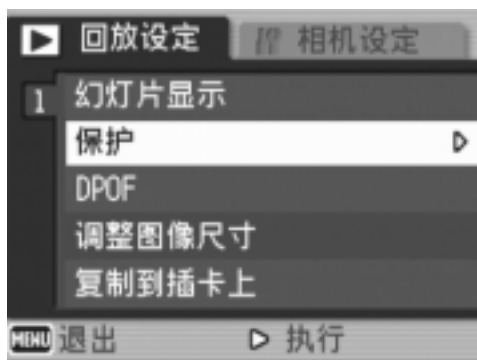 回放设定 相机设定
1 幻灯片显示
保护
DPOF
调整图像尺寸
复制到插卡上
MENU 退出 执行